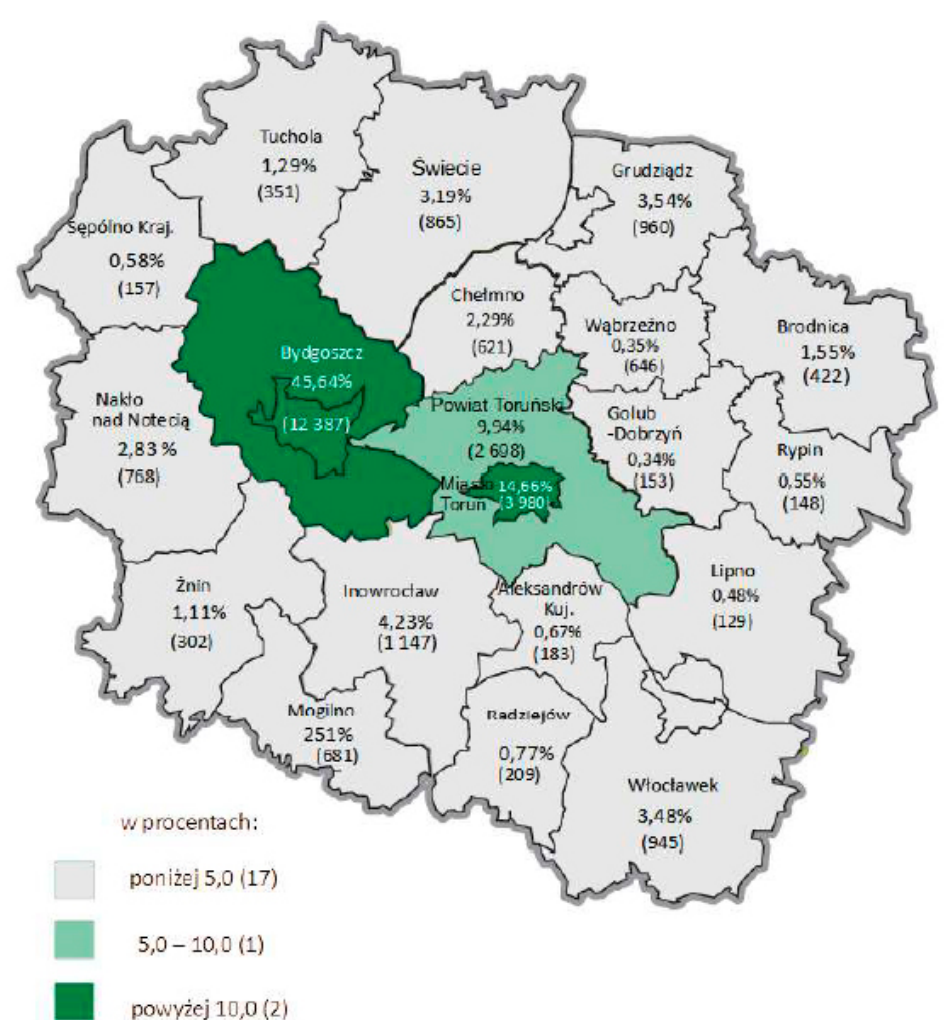 Tuchola
1,29%
(351)
Świecie
3,19%
(865)
Grudziądz
3,54%
(960)
Sępólno Kraj.
0,58%
(157)
Chełmno
2,29%
(621)
Wąbrzeźno
0,35%
(646)
Brodnica
1,55%
(422)
Bydgoszcz
45,64%
(12 387)
Nakło
nad Notecią
2,83 %
(768)
Powiat Toruński
9,94%
(2 698)
Golub
-Dobrzyń
0,34%
(153)
Rypin
0,55%
(148)
Miasto
Toruń
14,66%
(3 980)
Żnin
1,11%
(302)
Inowrocław
4,23%
(1 147)
Aleksandrów
Kuj.
0,67%
(183)
Lipno
0,48%
(129)
Mogilno
251%
(681)
Radziejów
0,77%
(209)
Włocławek
3,48%
(945)
w procentach:
poniżej 5,0 (17)
5,0 – 10,0 (1)
powyżej 10,0 (2)